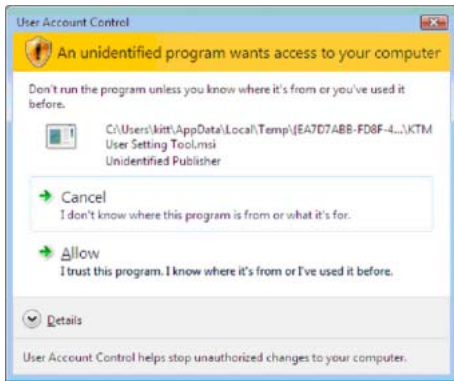 User Account Control
An unidentified program wants access to your computer
Don't run the program unless you know where it's from or you've used it
before.
C:\Users\kitt\AppData\Local\Temp\{EA7D7ABB-FD8F-4...\KTM
User Setting Tool.msi
Unidentified Publisher
Cancel
I don't know where this program is from or what it's for.
Allow
I trust this program. I know where it's from or I've used it before.
Details
User Account Control helps stop unauthorized changes to your computer.